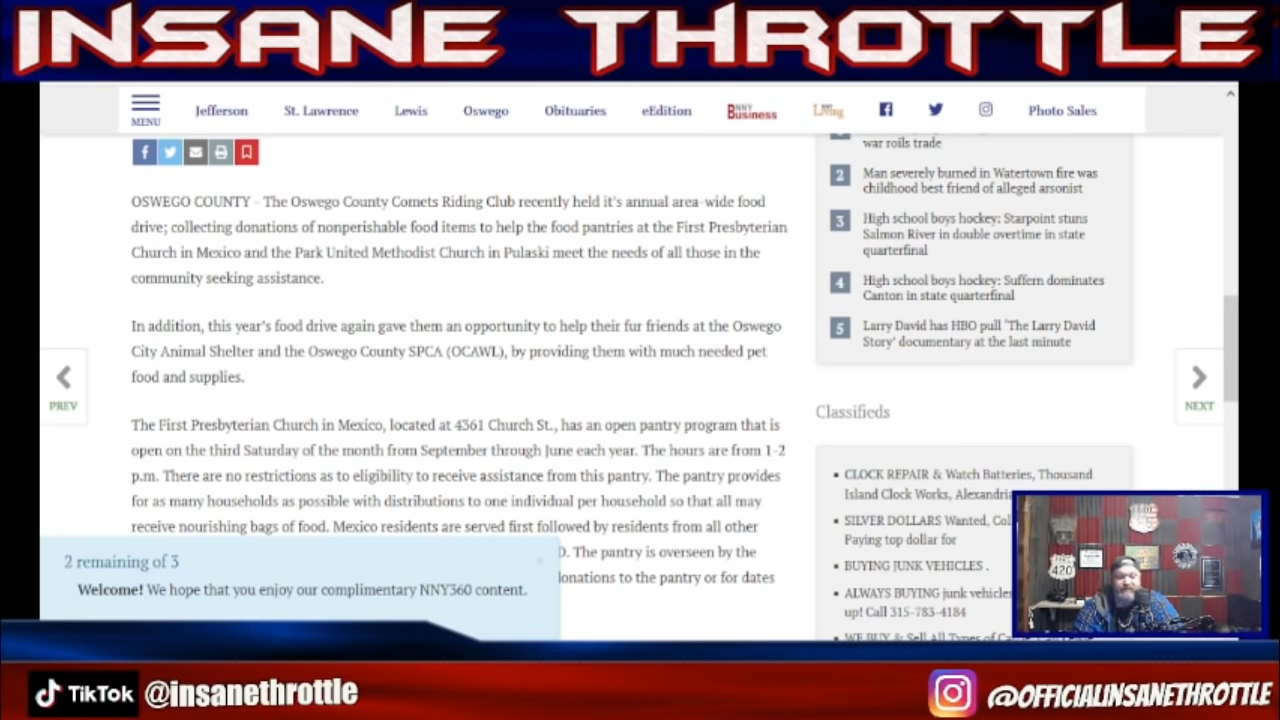 INSANE THROTTLE
MENU
Jefferson
St. Lawrence
Lewis
Oswego
Obituaries
eEdition
NNY Business
NNY Living
Photo Sales
OSWEGO COUNTY – The Oswego County Comets Riding Club recently held it's annual area-wide food
drive; collecting donations of nonperishable food items to help the food pantries at the First Presbyterian
Church in Mexico and the Park United Methodist Church in Pulaski meet the needs of all those in the
community seeking assistance.
In addition, this year's food drive again gave them an opportunity to help their fur friends at the Oswego
City Animal Shelter and the Oswego County SPCA (OCAWL), by providing them with much needed pet
food and supplies.
The First Presbyterian Church in Mexico, located at 4361 Church St., has an open pantry program that is
open on the third Saturday of the month from September through June each year. The hours are from 1-2
p.m. There are no restrictions as to eligibility to receive assistance from this pantry. The pantry provides
for as many households as possible with distributions to one individual per household so that all may
receive nourishing bags of food. Mexico residents are served first followed by residents from all other
. The pantry is overseen by the
donations to the pantry or for dates
PREV
2 remaining of 3
Welcome! We hope that you enjoy our complimentary NNY360 content.
war roils trade
2 Man severely burned in Watertown fire was
childhood best friend of alleged arsonist
3 High school boys hockey: Starpoint stuns
Salmon River in double overtime in state
quarterfinal
4 High school boys hockey: Suffern dominates
Canton in state quarterfinal
5 Larry David has HBO pull 'The Larry David
Story' documentary at the last minute
NEXT
Classifieds
▪ CLOCK REPAIR & Watch Batteries, Thousand
Island Clock Works, Alexandria
▪ SILVER DOLLARS Wanted, Col
Paying top dollar for
▪ BUYING JUNK VEHICLES .
▪ ALWAYS BUYING junk vehicles
up! Call 315-783-4184
▪ WE BUY & Sell All Types of
420
TikTok @insanethrottle
@OFFICIALINSANETHROTTLE